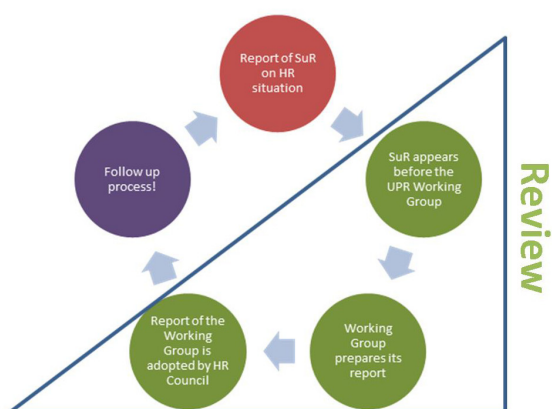 Report of SuR
on HR
situation
SuR appears
before the
UPR Working
Group
Working
Group
prepares its
report
Report of the
Working
Group is
adopted by HR
Council
Follow up
process!
Review